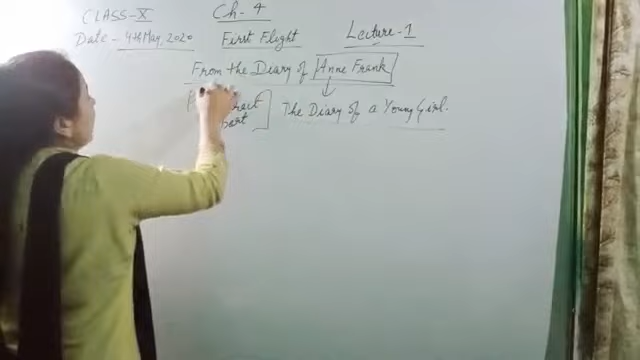 CLASS-X Ch-4
Date - 4th May, 2020 First Flight Lecture-1
From the Diary of Anne Frank
The Diary of a Young Girl.
part